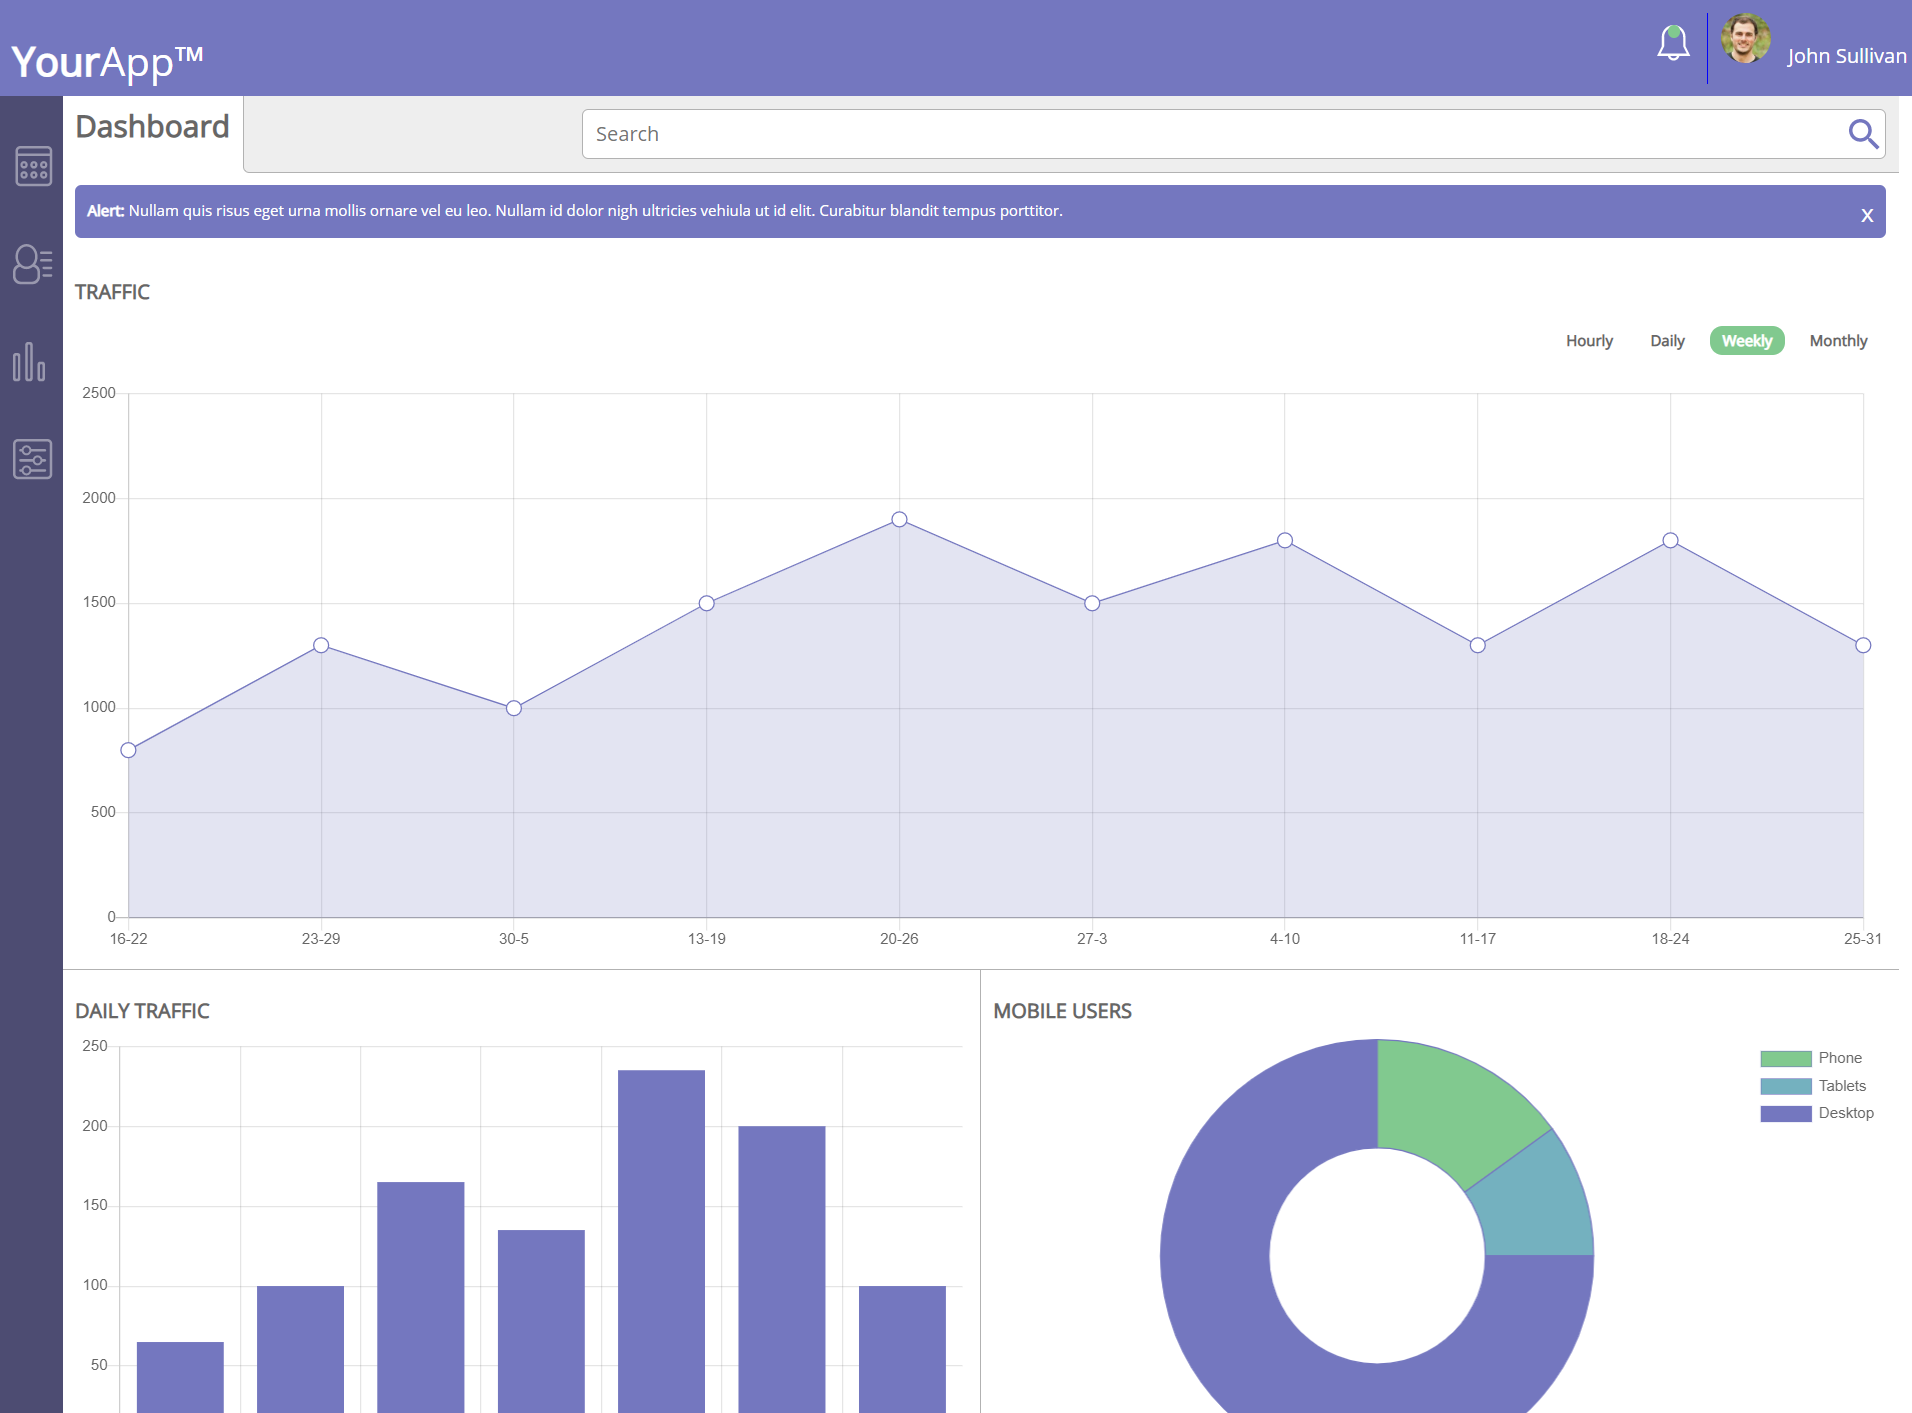 YourApp™
John Sullivan
Dashboard
Search
Alert: Nullam quis risus eget urna mollis ornare vel eu leo. Nullam id dolor nigh ultricies vehiula ut id elit. Curabitur blandit tempus porttitor.
x
TRAFFIC
Hourly Daily Weekly Monthly
2500
2000
1500
1000
500
0
16-22 23-29 30-5 13-19 20-26 27-3 4-10 11-17 18-24 25-31
DAILY TRAFFIC
250
200
150
100
50
MOBILE USERS
Phone
Tablets
Desktop